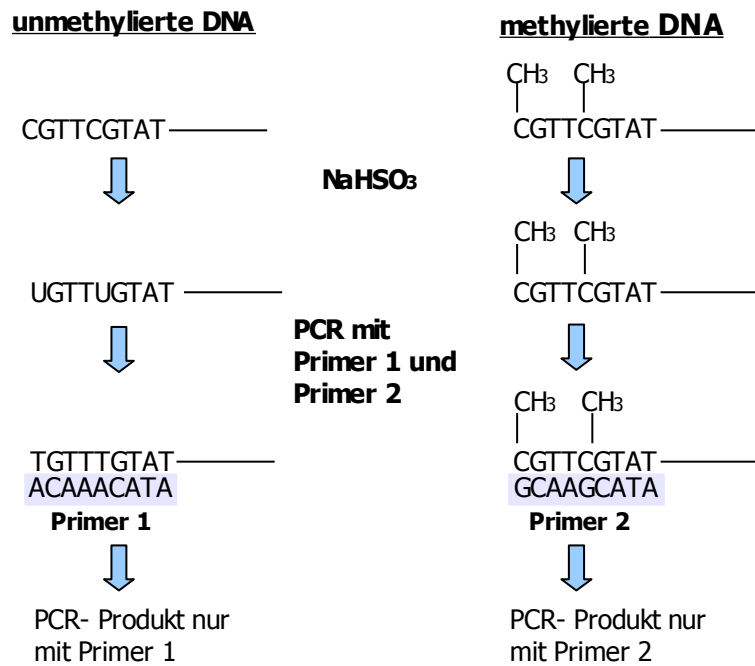 unmethylierte DNA
methylierte DNA
CH3 CH3
CGTTCGTAT
CGTTCGTAT
NaHSO3
CH3 CH3
UGTTUGTAT
CGTTCGTAT
PCR mit
Primer 1 und
Primer 2
CH3 CH3
TGTTTGTAT
ACAAACATA
Primer 1
CGTTCGTAT
GCAAGCATA
Primer 2
PCR- Produkt nur
mit Primer 1
PCR- Produkt nur
mit Primer 2